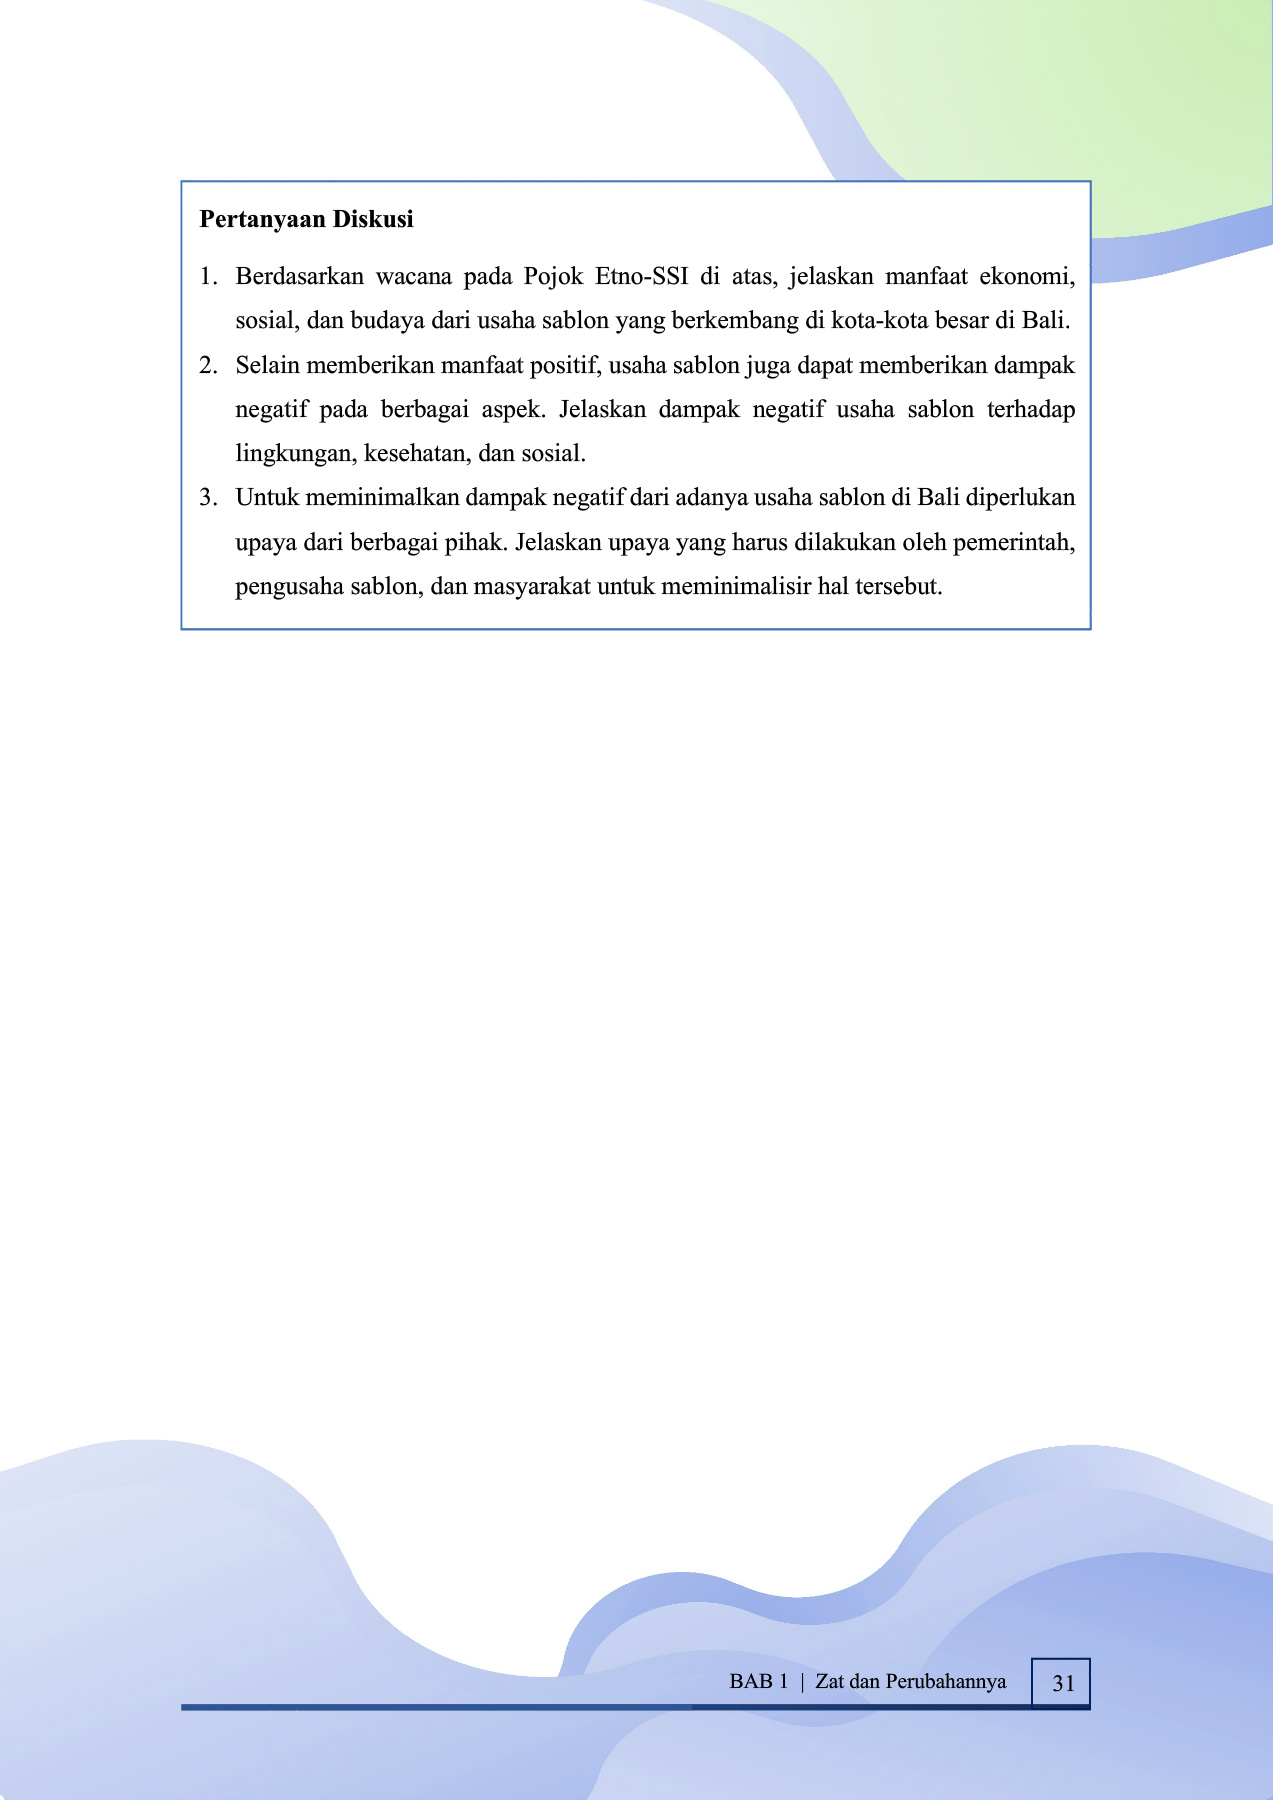 Pertanyaan Diskusi
1. Berdasarkan wacana pada Pojok Etno-SSI di atas, jelaskan manfaat ekonomi,
sosial, dan budaya dari usaha sablon yang berkembang di kota-kota besar di Bali.
2. Selain memberikan manfaat positif, usaha sablon juga dapat memberikan dampak
negatif pada berbagai aspek. Jelaskan dampak negatif usaha sablon terhadap
lingkungan, kesehatan, dan sosial.
3. Untuk meminimalkan dampak negatif dari adanya usaha sablon di Bali diperlukan
upaya dari berbagai pihak. Jelaskan upaya yang harus dilakukan oleh pemerintah,
pengusaha sablon, dan masyarakat untuk meminimalisir hal tersebut.
BAB 1 | Zat dan Perubahannya 31